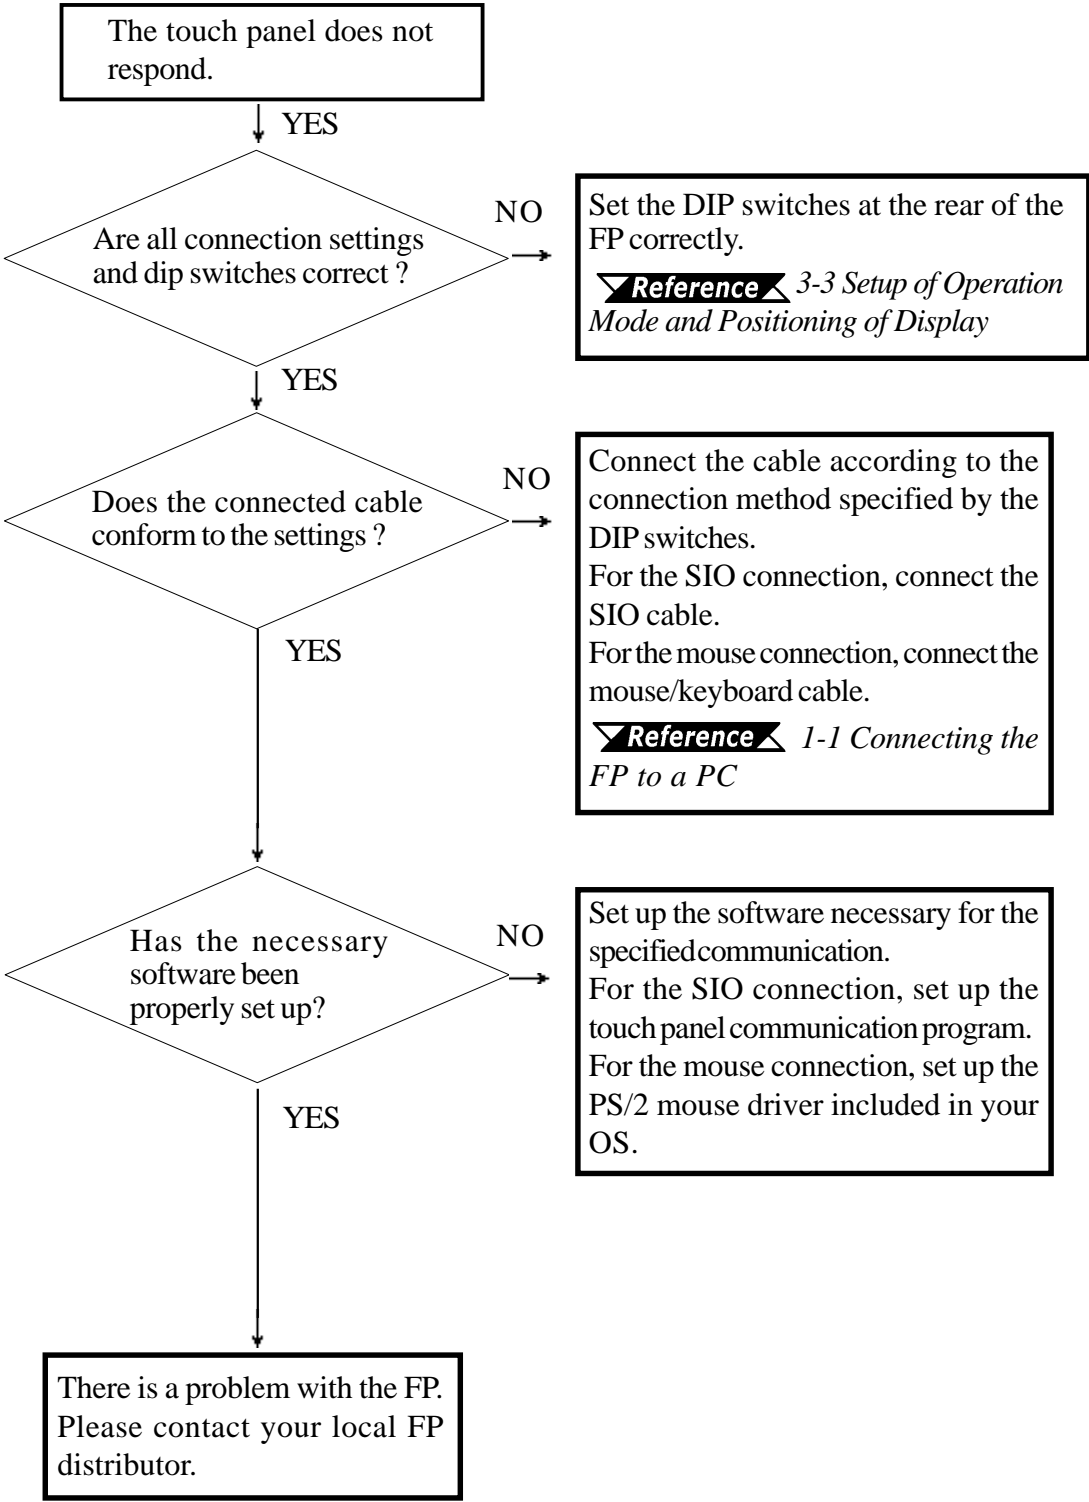 The touch panel does not
respond.
YES
Are all connection settings
and dip switches correct ?
NO
Set the DIP switches at the rear of the
FP correctly.
Reference 3-3 Setup of Operation
Mode and Positioning of Display
YES
Does the connected cable
conform to the settings ?
NO
Connect the cable according to the
connection method specified by the
DIP switches.
For the SIO connection, connect the
SIO cable.
For the mouse connection, connect the
mouse/keyboard cable.
Reference 1-1 Connecting the
FP to a PC
YES
Has the necessary
software been
properly set up?
NO
Set up the software necessary for the
specified communication.
For the SIO connection, set up the
touch panel communication program.
For the mouse connection, set up the
PS/2 mouse driver included in your
OS.
YES
There is a problem with the FP.
Please contact your local FP
distributor.